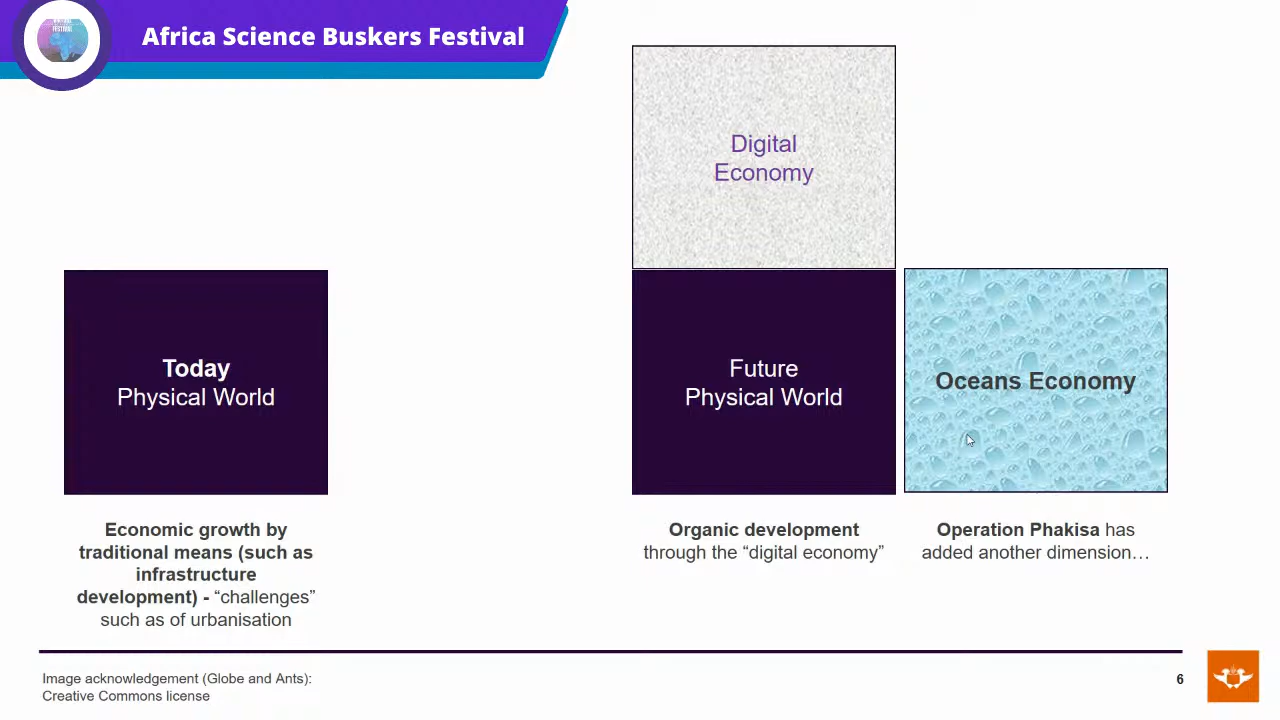 Africa Science Buskers Festival
FESTIVAL
Digital
Economy
Today
Physical World
Future
Physical World
Oceans Economy
Economic growth by
traditional means (such as
infrastructure
development) - “challenges”
such as of urbanisation
Organic development
through the “digital economy”
Operation Phakisa has
added another dimension…
Image acknowledgement (Globe and Ants):
Creative Commons license
6